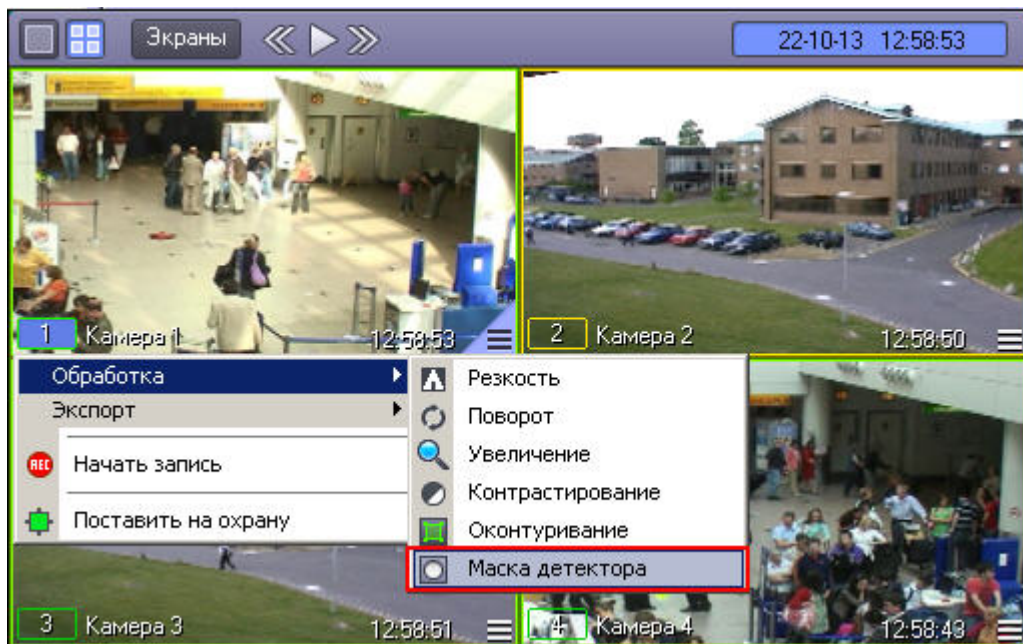 Экраны
22-10-13 12:58:53
1 Камера 1 12:58:53
2 Камера 2 12:58:50
Обработка
Экспорт
REC Начать запись
Поставить на охрану
Резкость
Поворот
Увеличение
Контрастирование
Оконтуривание
Маска детектора
3 Камера 3 12:58:51
4 Камера 4 12:58:43